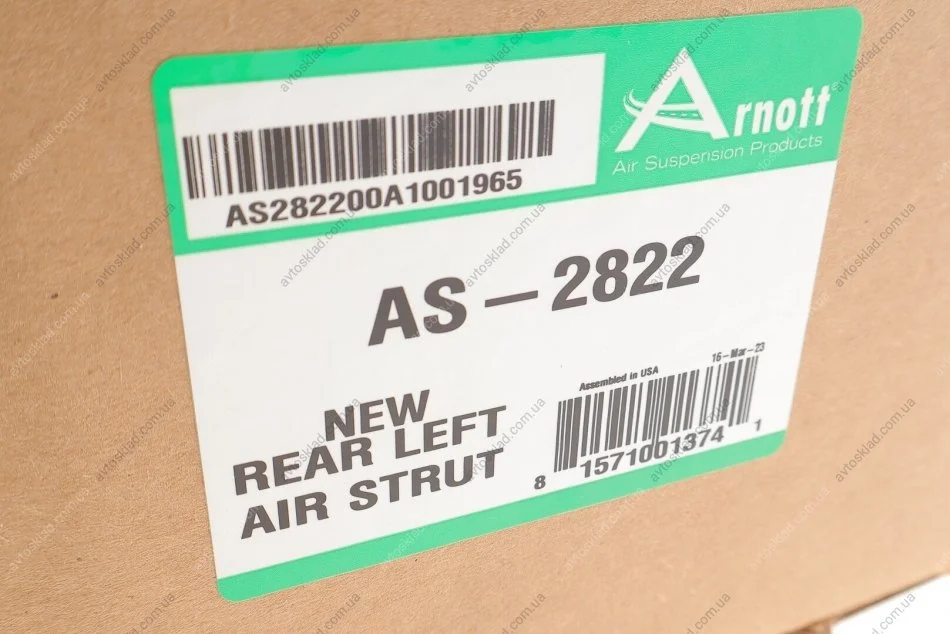 Arnott
Air Suspension Products
AS282200A1001965
AS-2822
NEW
REAR LEFT
AIR STRUT
Assembled in USA
16-Mar-23
8 1571001374 1
avtosklad.com.ua